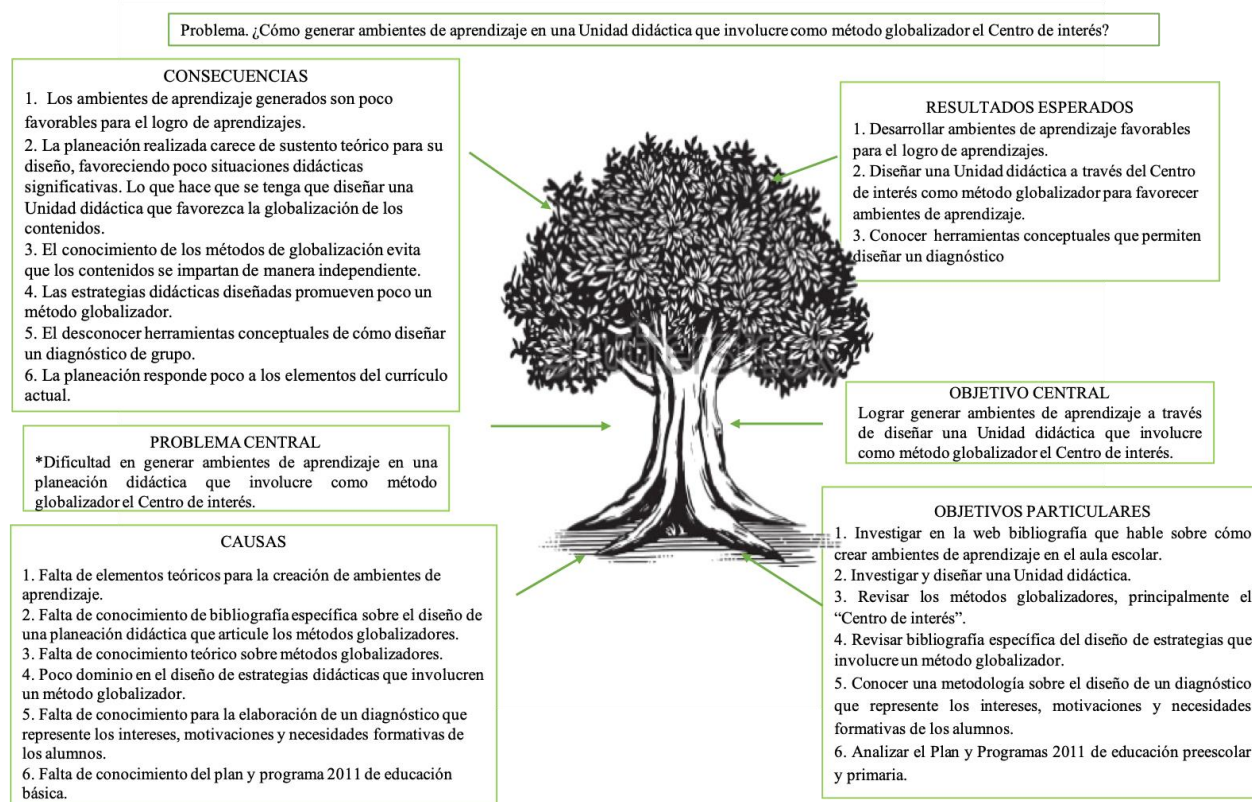 Problema. ¿Cómo generar ambientes de aprendizaje en una Unidad didáctica que involucre como método globalizador el Centro de interés?
CONSECUENCIAS
1. Los ambientes de aprendizaje generados son poco
favorables para el logro de aprendizajes.
2. La planeación realizada carece de sustento teórico para su
diseño, favoreciendo poco situaciones didácticas
significativas. Lo que hace que se tenga que diseñar una
Unidad didáctica que favorezca la globalización de los
contenidos.
3. El conocimiento de los métodos de globalización evita
que los contenidos se impartan de manera independiente.
4. Las estrategias didácticas diseñadas promueven poco un
método globalizador.
5. El desconocer herramientas conceptuales de cómo diseñar
un diagnóstico de grupo.
6. La planeación responde poco a los elementos del currículo
actual.
PROBLEMA CENTRAL
*Dificultad en generar ambientes de aprendizaje en una
planeación didáctica que involucre como método
globalizador el Centro de interés.
CAUSAS
1. Falta de elementos teóricos para la creación de ambientes de
aprendizaje.
2. Falta de conocimiento de bibliografía específica sobre el diseño de
una planeación didáctica que articule los métodos globalizadores.
3. Falta de conocimiento teórico sobre métodos globalizadores.
4. Poco dominio en el diseño de estrategias didácticas que involucren
un método globalizador.
5. Falta de conocimiento para la elaboración de un diagnóstico que
represente los intereses, motivaciones y necesidades formativas de
los alumnos.
6. Falta de conocimiento del plan y programa 2011 de educación
básica.
RESULTADOS ESPERADOS
1. Desarrollar ambientes de aprendizaje favorables
para el logro de aprendizajes.
2. Diseñar una Unidad didáctica a través del Centro
de interés como método globalizador para favorecer
ambientes de aprendizaje.
3. Conocer herramientas conceptuales que permiten
diseñar un diagnóstico
OBJETIVO CENTRAL
Lograr generar ambientes de aprendizaje a través
de diseñar una Unidad didáctica que involucre
como método globalizador el Centro de interés.
OBJETIVOS PARTICULARES
1. Investigar en la web bibliografía que hable sobre cómo
crear ambientes de aprendizaje en el aula escolar.
2. Investigar y diseñar una Unidad didáctica.
3. Revisar los métodos globalizadores, principalmente el
“Centro de interés”.
4. Revisar bibliografía específica del diseño de estrategias que
involucre un método globalizador.
5. Conocer una metodología sobre el diseño de un diagnóstico
que represente los intereses, motivaciones y necesidades
formativas de los alumnos.
6. Analizar el Plan y Programas 2011 de educación preescolar
y primaria.